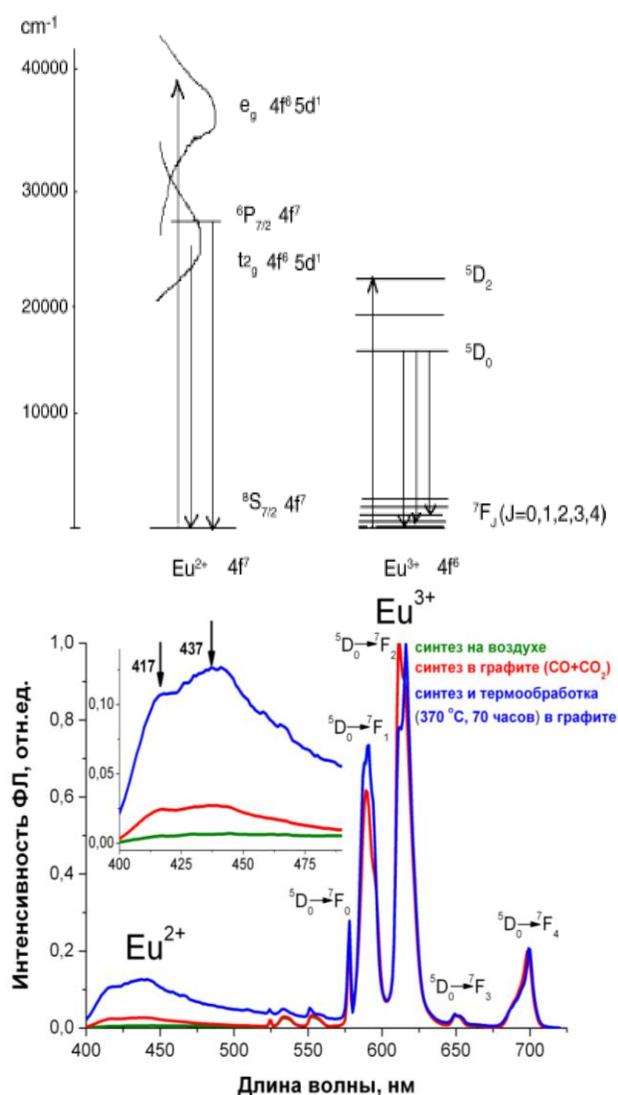 cm⁻¹
40000
30000
20000
10000
e_g 4f⁶ 5d¹
⁶P_7/2 4f⁷
t2_g 4f⁶ 5d¹
⁸S_7/2 4f⁷
Eu²⁺ 4f⁷
⁵D₂
⁵D₀
⁷F_J (J=0,1,2,3,4)
Eu³⁺ 4f⁶
Eu³⁺
Интенсивность ФЛ, отн.ед.
1,0
0,8
0,6
0,4
0,2
0,0
417
437
0,10
0,05
0,00
400 425 450 475
⁵D₀→⁷F₂
синтез на воздухе
синтез в графите (CO+CO₂)
синтез и термообработка
(370 °C, 70 часов) в графите
⁵D₀→⁷F₁
⁵D₀→⁷F₀
Eu²⁺
⁵D₀→⁷F₃
⁵D₀→⁷F₄
400 450 500 550 600 650 700
Длина волны, нм